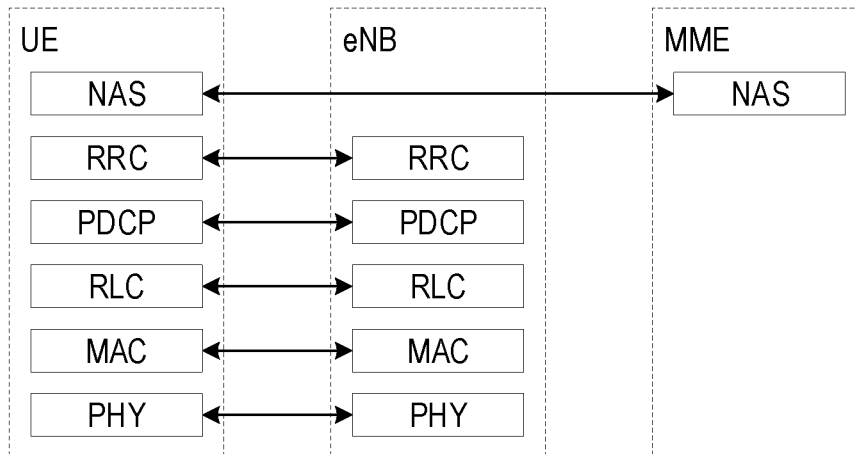 UE eNB MME
NAS NAS
RRC RRC
PDCP PDCP
RLC RLC
MAC MAC
PHY PHY